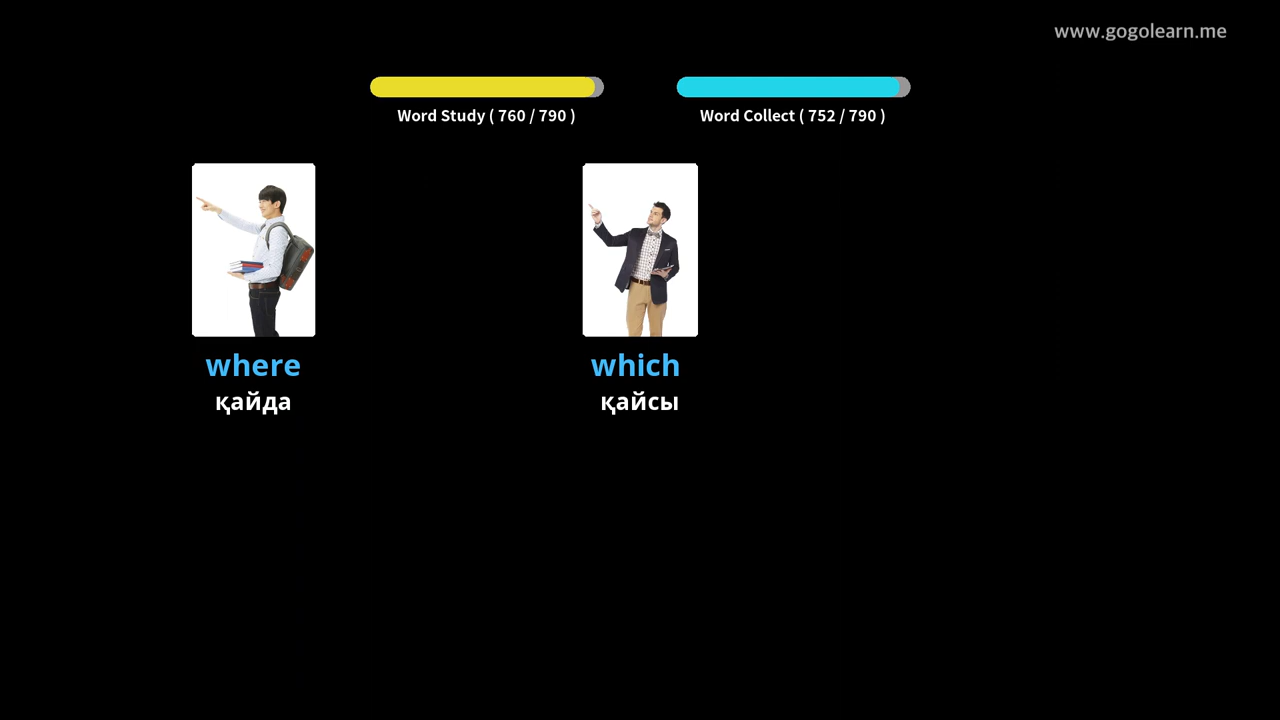 www.gogolearn.me
Word Study ( 760 / 790 )
Word Collect ( 752 / 790 )
where
қайда
which
қайсы